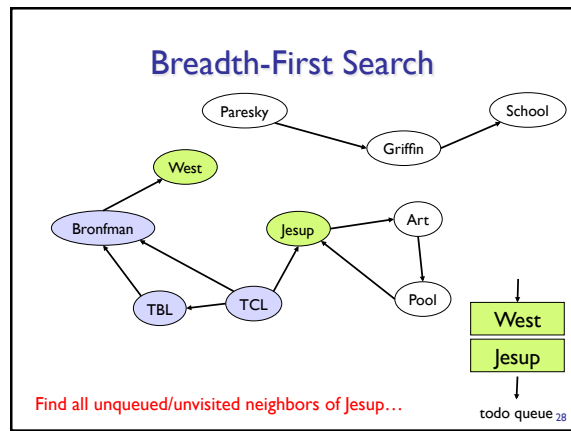 Breadth-First Search
Paresky
School
Griffin
West
Bronfman
Jesup
Art
TBL
TCL
Pool
West
Jesup
Find all unqueued/unvisited neighbors of Jesup…
todo queue 28